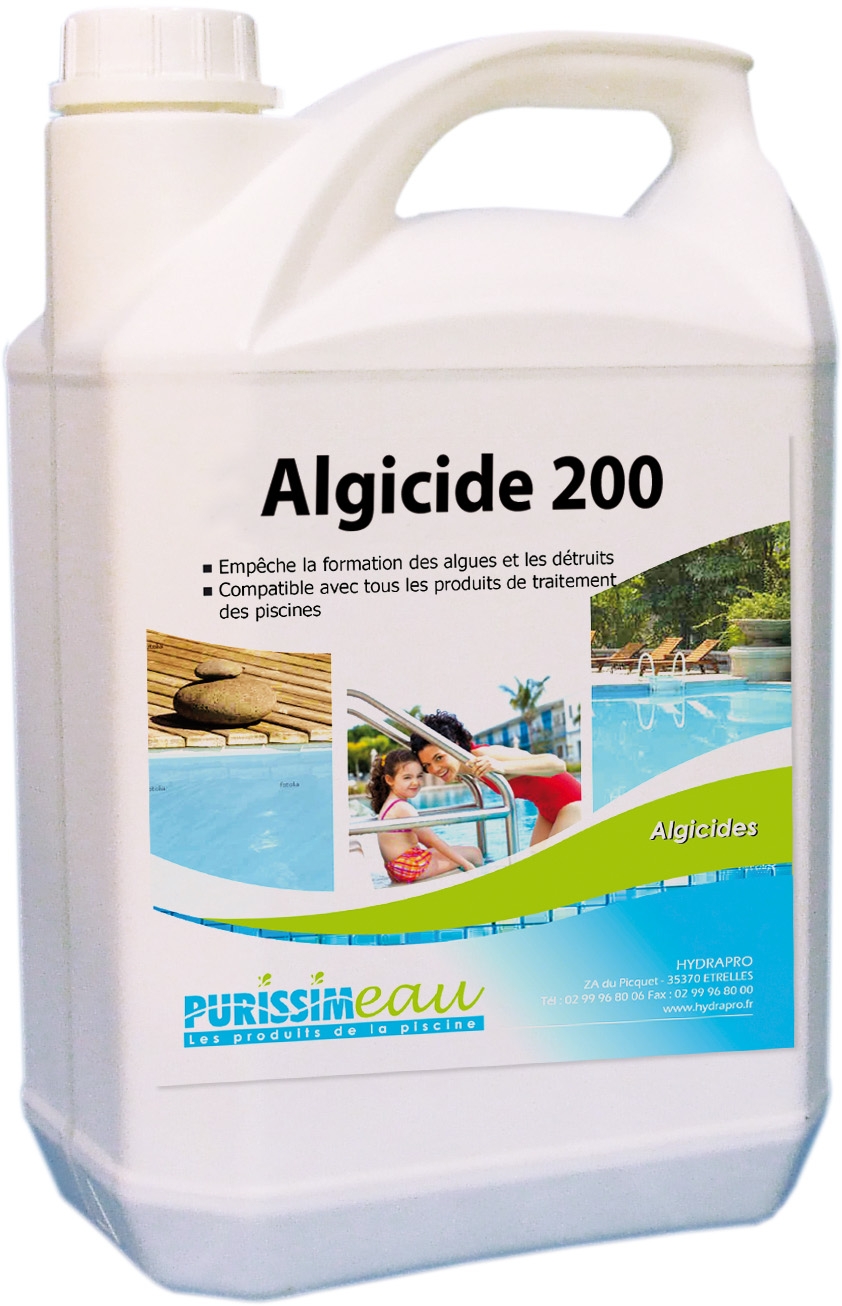 Algicide 200
▪ Empêche la formation des algues et les détruits
▪ Compatible avec tous les produits de traitement
des piscines
fotolia
fotolia
Algicides
HYDRAPRO
ZA du Picquet - 35370 ETRELLES
Tél : 02 99 96 80 06 Fax : 02 99 96 80 00
www.hydrapro.fr
PURiSSiMeau
Les produits de la piscine